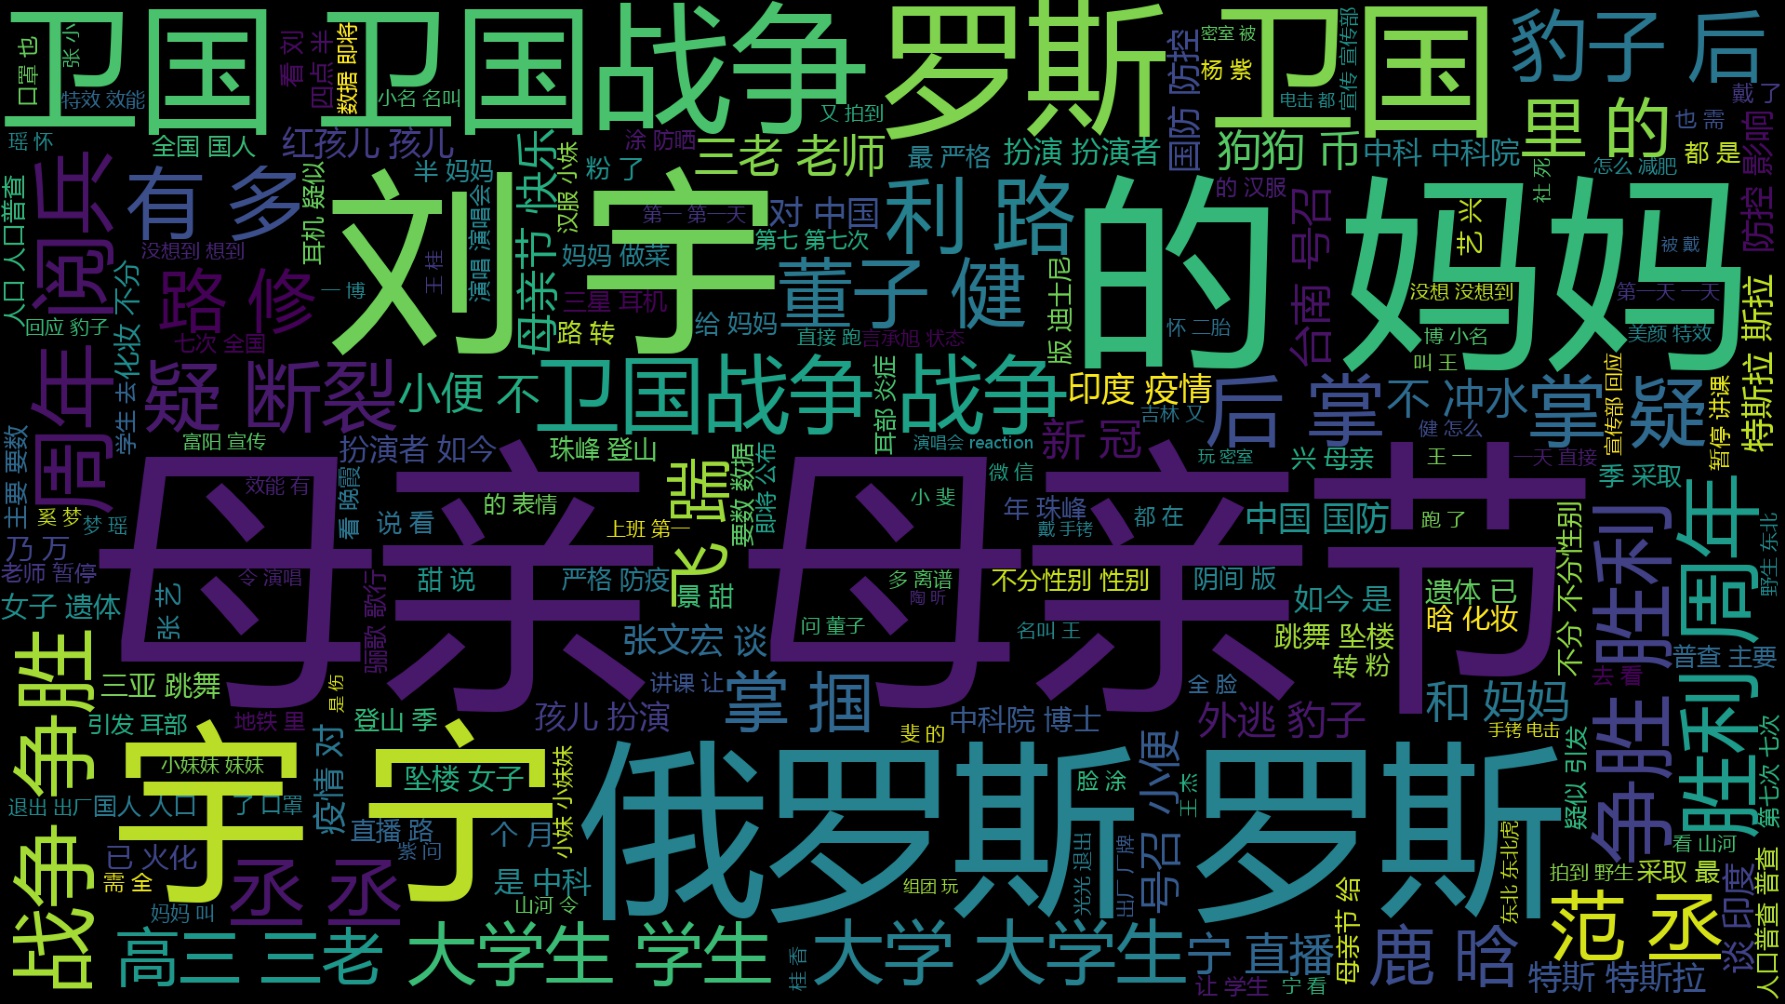 卫国 卫国战争
罗斯 卫国
豹子 后
口罩 也
张 小
特效 效能
看 刘
四点 半
数据 即将
小名 名叫
又 拍到
密室 被
杨 紫
电击 都
宣传 宣传部
国防 防控
里 的
戴 了
也 需
都 是
影响
瑶 怀
全国 国人
红孩儿 孩儿
涂 防晒
三老 老师
粉 了
最 严格
扮演 扮演者
狗狗 币
中科 中科院
怎么 减肥
社 死
人口 人口普查
阅兵
有 多
耳机 疑似
半 妈妈
演唱 演唱会
母亲节 快乐
汉服 小妹
刘 宇
第一 第一天
对 中国
利 路
的 汉服
的 妈妈
号召
台南
艺 兴
被 戴
防控
没想到 想到
妈妈 做菜
第七 第七次
王 桂
路 修
一 博
三星 耳机
给 妈妈
董子 健
版 迪士尼
怀 二胎
没想 没想到
第一天 一天
博 小名
美颜 特效
特斯拉 斯拉
回应 豹子
七次 全国
路 转
直接 跑
言承旭 状态
叫 王
化妆 不分
学生 去
周年
疑 断裂
小便 不
卫国战争 战争
耳部 炎症
印度 疫情
吉林 又
后 掌
不 冲水
掌 疑
宣传部 回应
暂停 讲课
主要 要数
富阳 宣传
扮演者 如今
珠峰 登山
演唱会 reaction
新 冠
玩 密室
健 怎么
兴 母亲
王 一
一天 直接
季 采取
奚 梦
梦 瑶
效能 有
看 晚霞
说 看
的 表情
飞 踹
要数 数据
即将 公布
小 斐
微 信
年 珠峰
戴 手铐
都 在
中国 国防
跑 了
不分 不分性别
胜利 周年
野生 东北
乃 万
老师 暂停
上班 第一
母亲 母亲节
令 演唱
甜 说
严格 防疫
景 甜
多 离谱
陶 昕
不分性别 性别
阴间 版
如今 是
遗体 已
女子 遗体
张 艺
骊歌 歌行
问 董子
名叫 王
跳舞 坠楼
晗 化妆
转 粉
争胜 胜利
普查 主要
张文宏 谈
三亚 跳舞
讲课 让
全 脸
去 看
是 伤
引发 耳部
地铁 里
登山 季
孩儿 扮演
掌 掴
中科院 博士
外逃 豹子
和 妈妈
斐 的
手铐 电击
战争 争胜
宇 宁
小妹妹 妹妹
坠楼 女子
小妹 小妹妹
俄罗斯 罗斯
脸 涂
王 杰
号召 小便
疑似 引发
第七次 七次
退出 出厂
国人 人口
了 口罩
疫情 对
直播 路
紫 问
个 月
光光 退出
出厂 厂牌
东北 东北虎
看 山河
已 火化
需 全
丞 丞
是 中科
山河 令
组团 玩
拍到 野生
采取 最
妈妈 叫
高三 三老
大学生 学生
桂 香
大学 大学生
宁 直播
让 学生
宁 看
母亲节 给
鹿 晗
范 丞
谈 印度
人口普查 普查
特斯 特斯拉